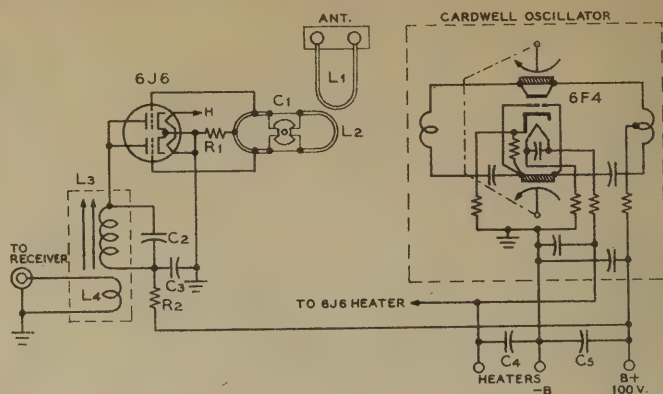 ANT.
CARDWELL OSCILLATOR
6J6
L1
C1
H
6F4
R1
L2
L3
C2
TO
RECEIVER
C3
L4
R2
TO 6J6 HEATER
C4
C5
HEATERS
-B
B+
100 V.